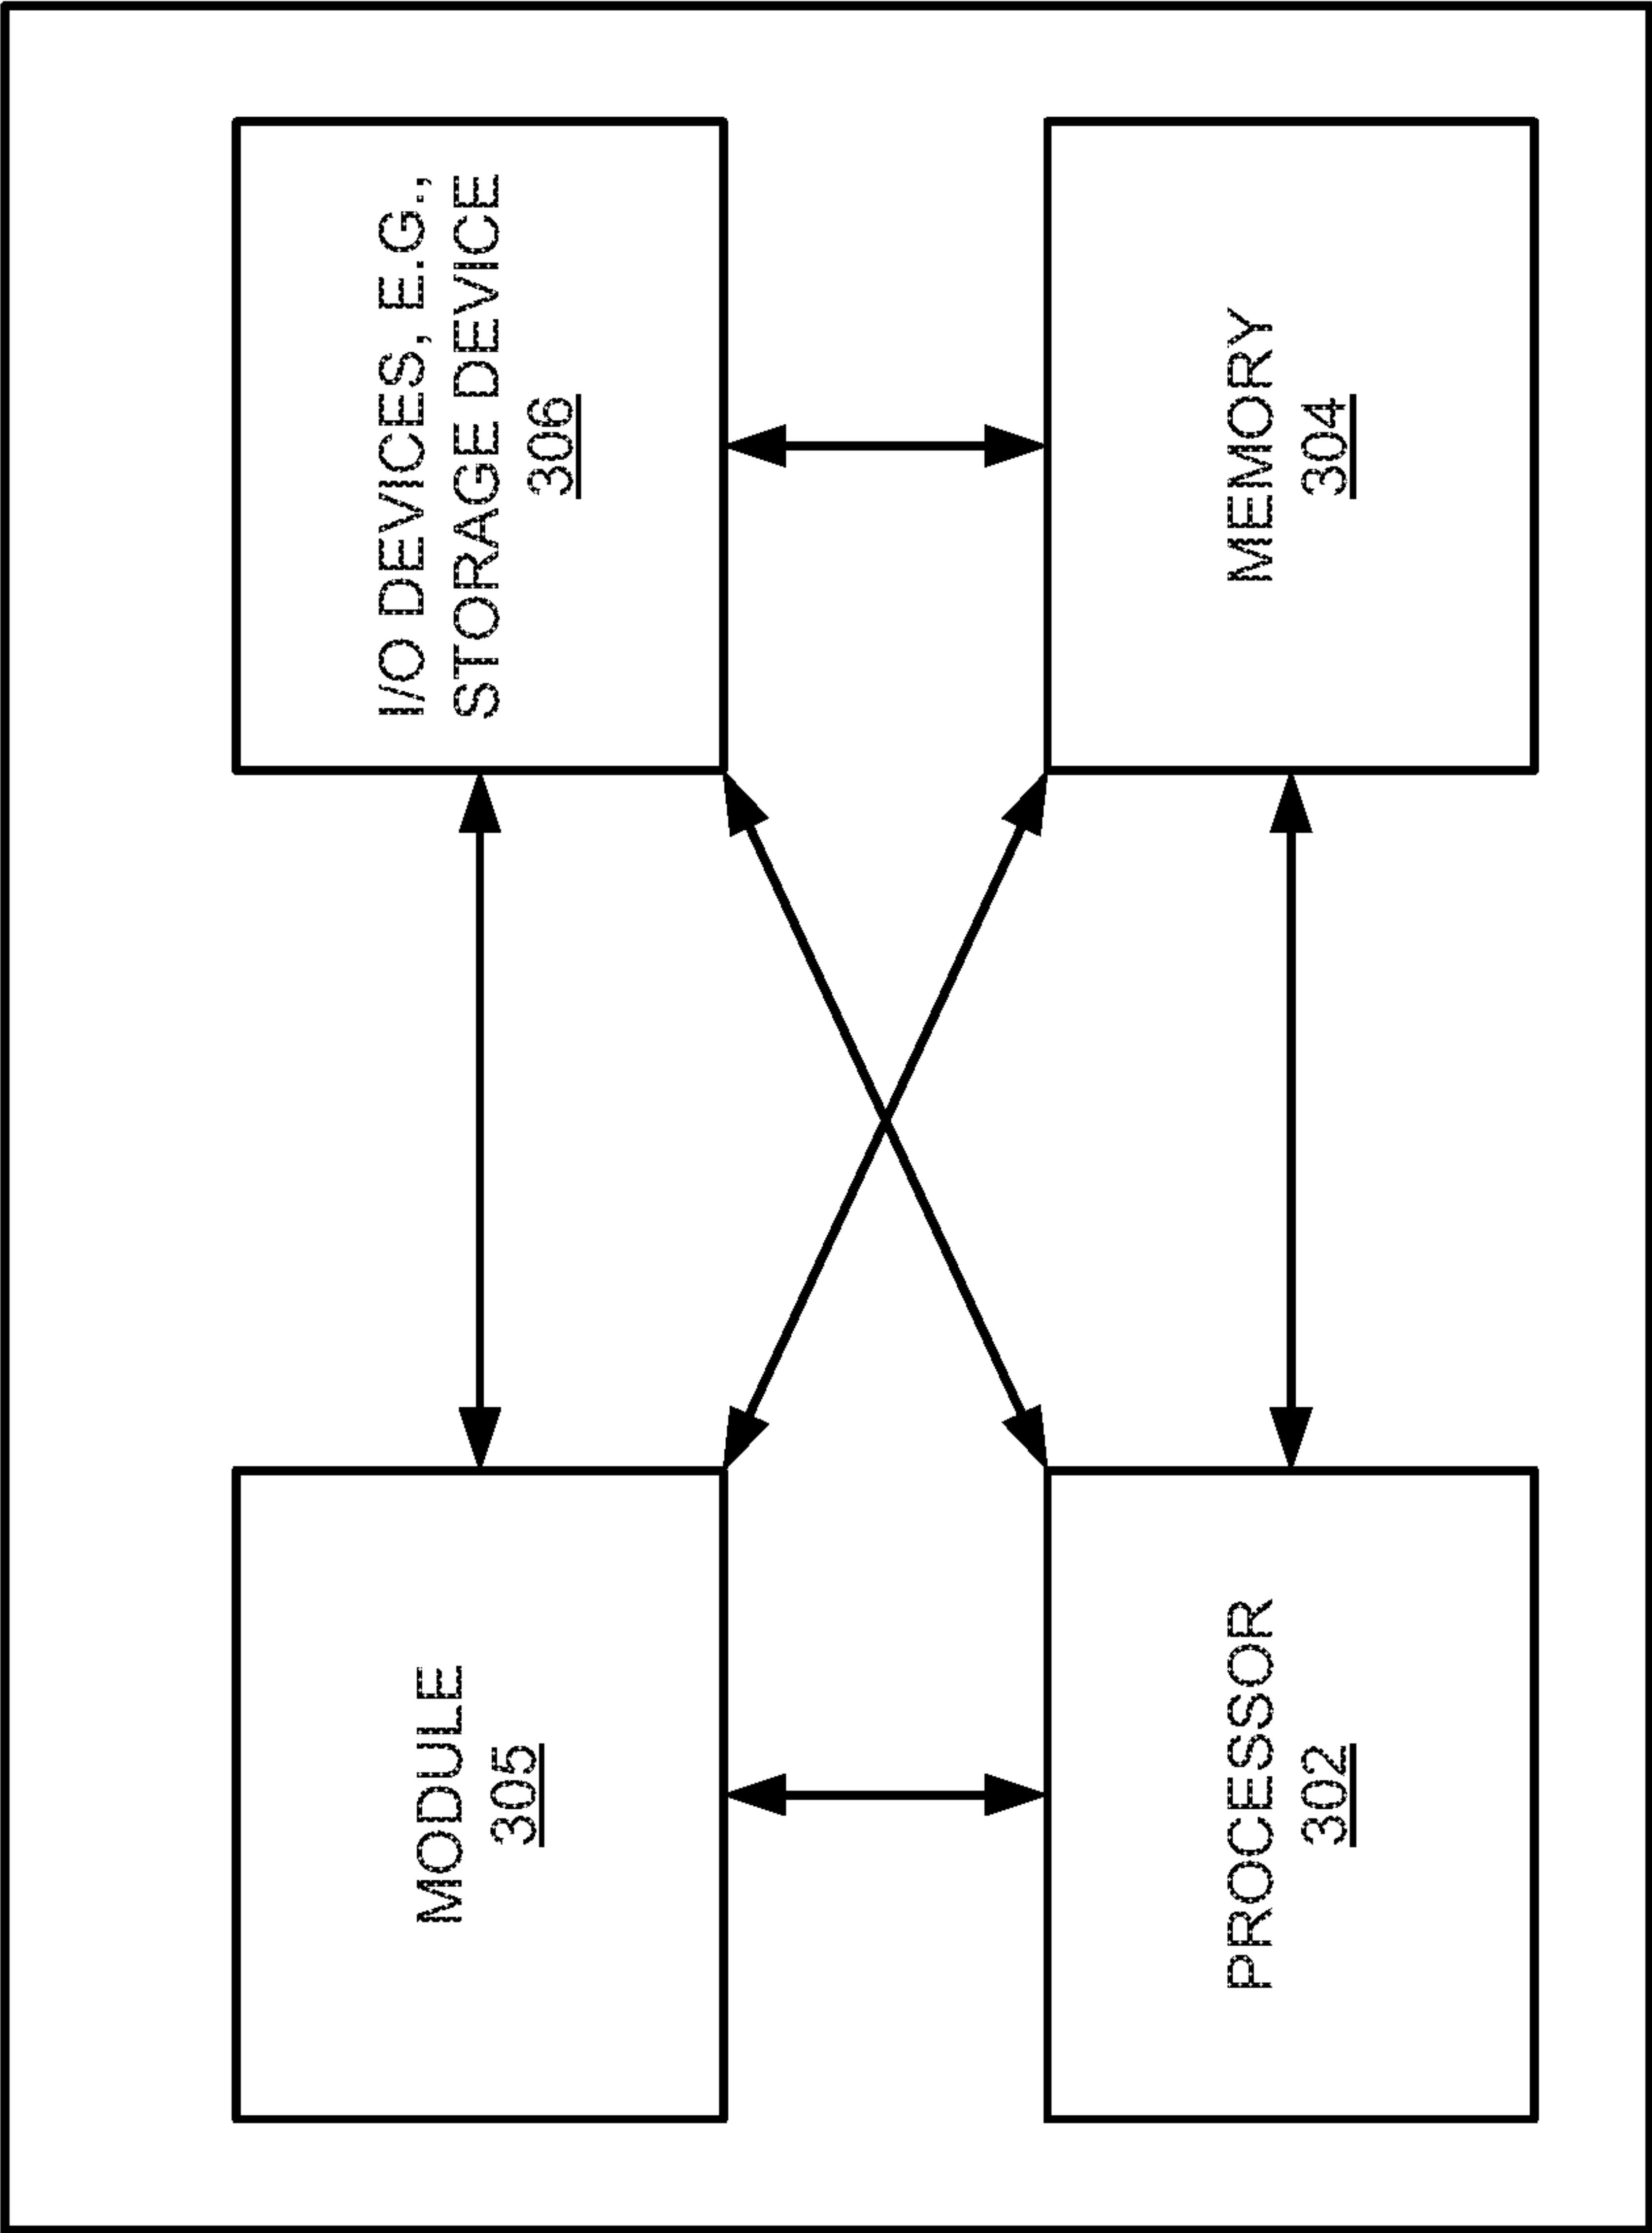 MODULE
305
I/O DEVICES, E.G.,
STORAGE DEVICE
306
PROCESSOR
302
MEMORY
304